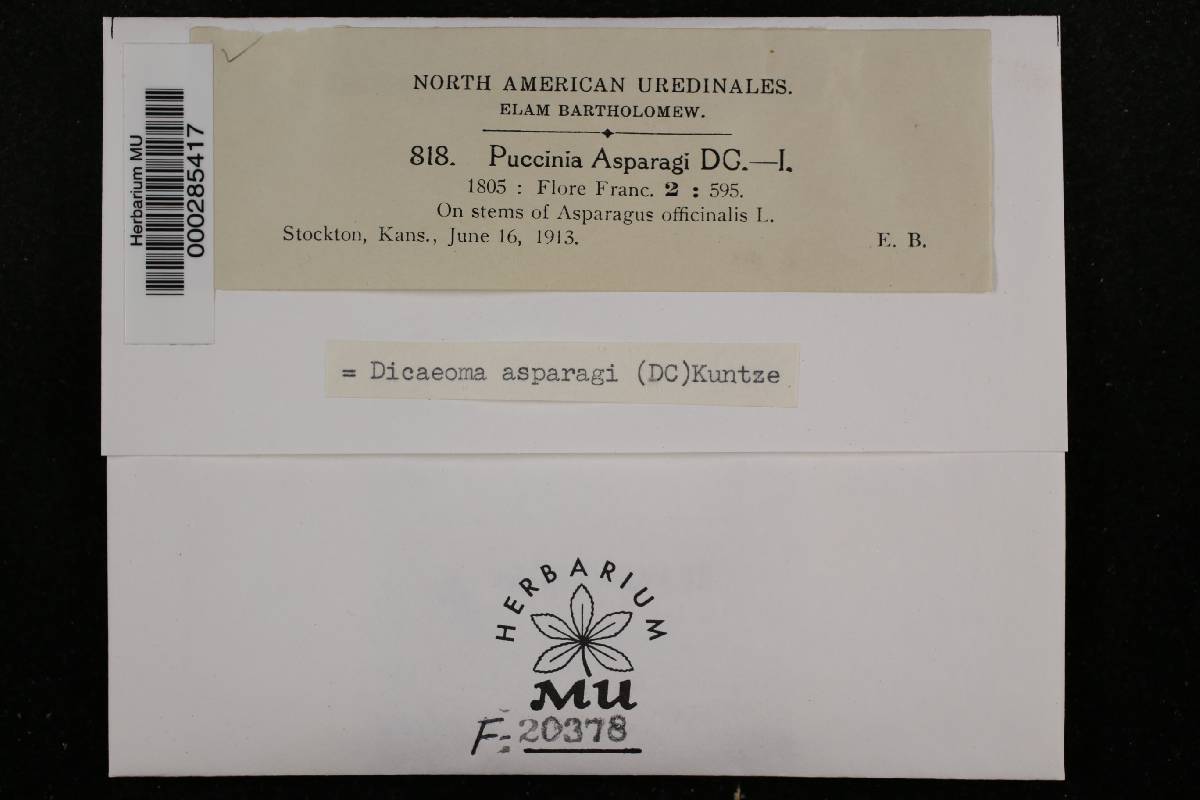 NORTH AMERICAN UREDINALES.
ELAM BARTHOLOMEW.
818. Puccinia Asparagi DC.—I.
1805 : Flore Franc. 2 : 595.
On stems of Asparagus officinalis L.
Stockton, Kans., June 16, 1913. E. B.
Herbarium MU
000285417
= Dicaeoma asparagi (DC)Kuntze
HERBARIUM
MU
F- 20378